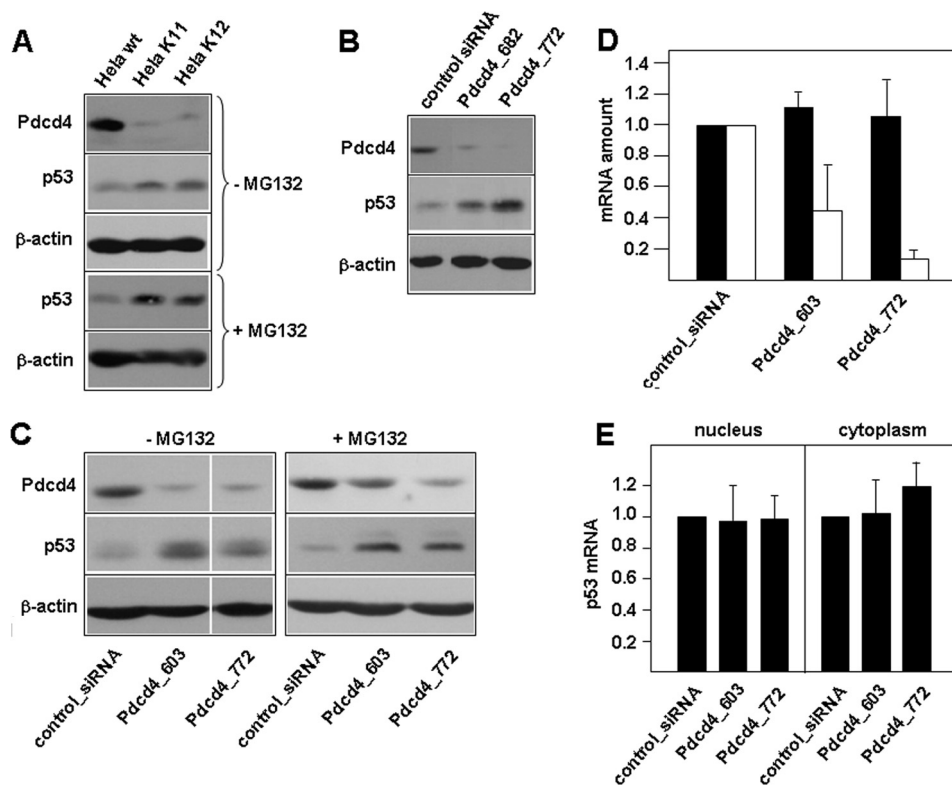 A
Hela wt
Hela K11
Hela K12
Pdcd4
p53
β-actin
- MG132
p53
β-actin
+ MG132
B
control siRNA
Pdcd4_682
Pdcd4_772
Pdcd4
p53
β-actin
C
- MG132
+ MG132
Pdcd4
p53
β-actin
control_siRNA
Pdcd4_603
Pdcd4_772
control_siRNA
Pdcd4_603
Pdcd4_772
D
mRNA amount
1.4
1.2
1.0
0.8
0.6
0.4
0.2
control_siRNA
Pdcd4_603
Pdcd4_772
E
nucleus
cytoplasm
p53 mRNA
1.2
1.0
0.8
0.6
0.4
0.2
control_siRNA
Pdcd4_603
Pdcd4_772
control_siRNA
Pdcd4_603
Pdcd4_772